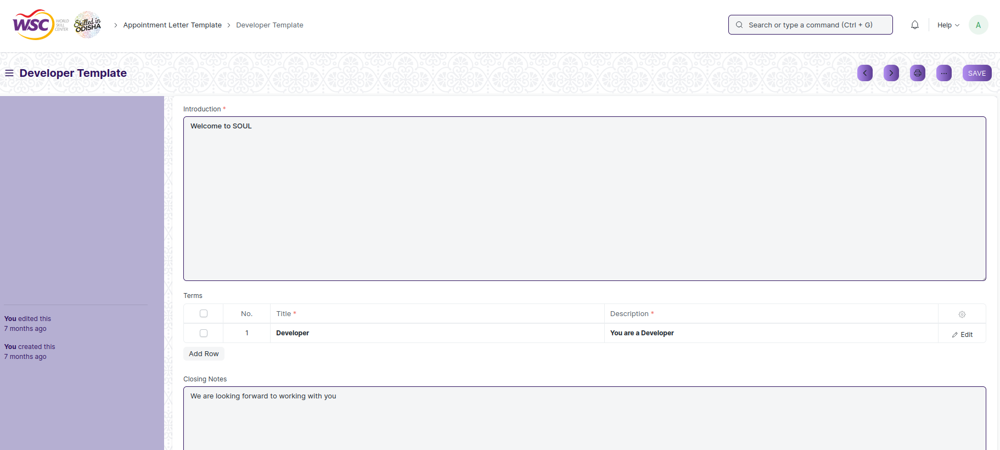 WSC WORLD SKILL CENTER Skilled in ODISHA > Appointment Letter Template > Developer Template Search or type a command (Ctrl + G) Help A
Developer Template ... SAVE
Introduction *
Welcome to SOUL
Terms
No. Title * Description *
1 Developer You are a Developer Edit
Add Row
You edited this
7 months ago
You created this
7 months ago
Closing Notes
We are looking forward to working with you